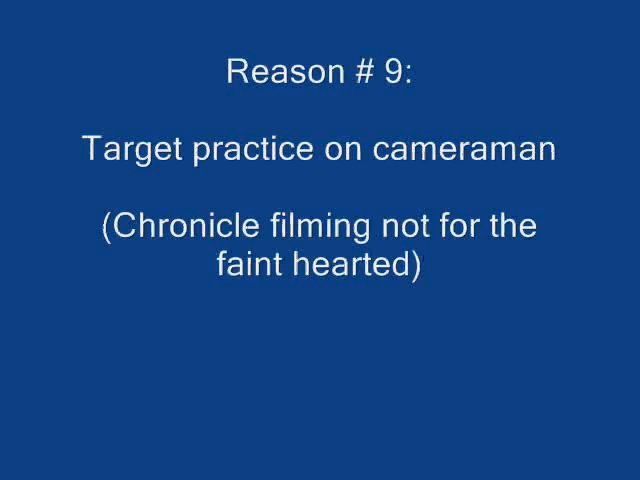 Reason # 9:
Target practice on cameraman
(Chronicle filming not for the
faint hearted)